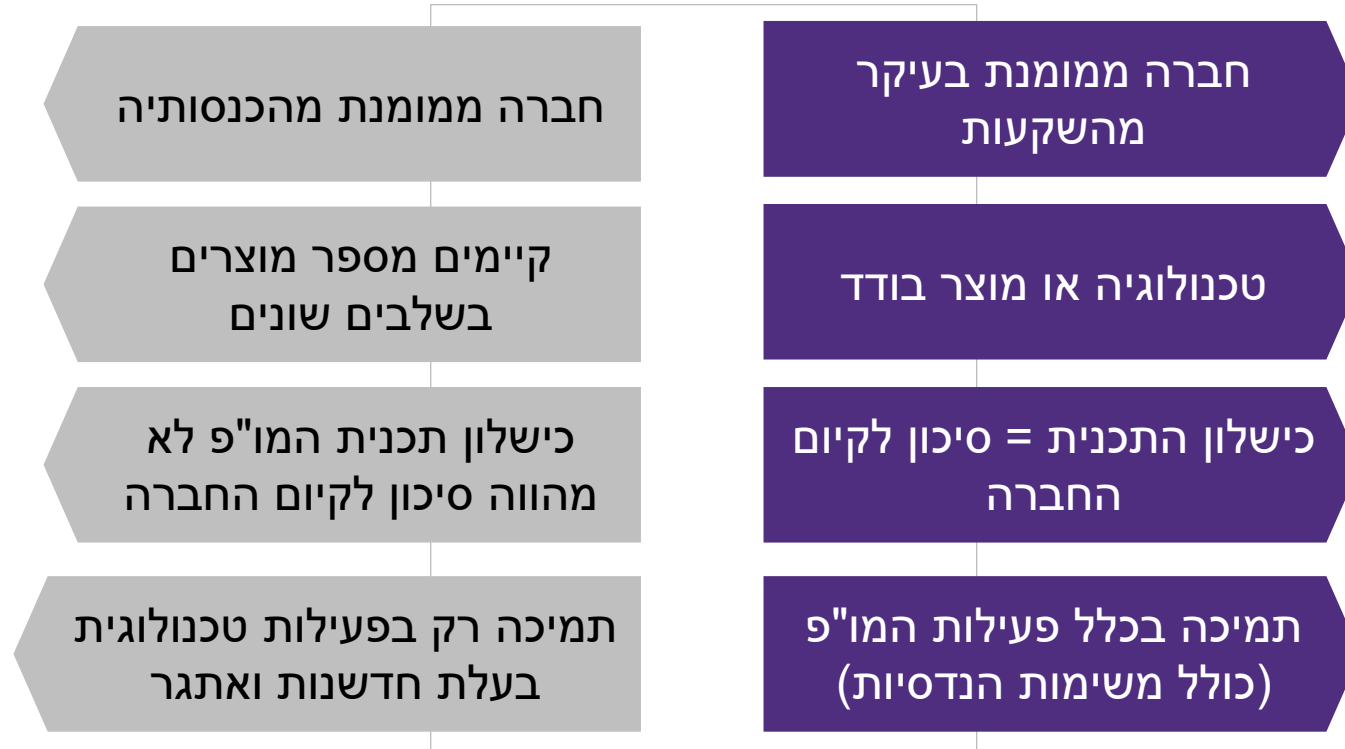 חברה ממומנת בעיקר
מהשקעות
טכנולוגיה או מוצר בודד
כישלון התכנית = סיכון לקיום
החברה
תמיכה בכלל פעילות המו"פ
(כולל משימות הנדסיות)
חברה ממומנת מהכנסותיה
קיימים מספר מוצרים
בשלבים שונים
כישלון תכנית המו"פ לא
מהווה סיכון לקיום החברה
תמיכה רק בפעילות טכנולוגית
בעלת חדשנות ואתגר